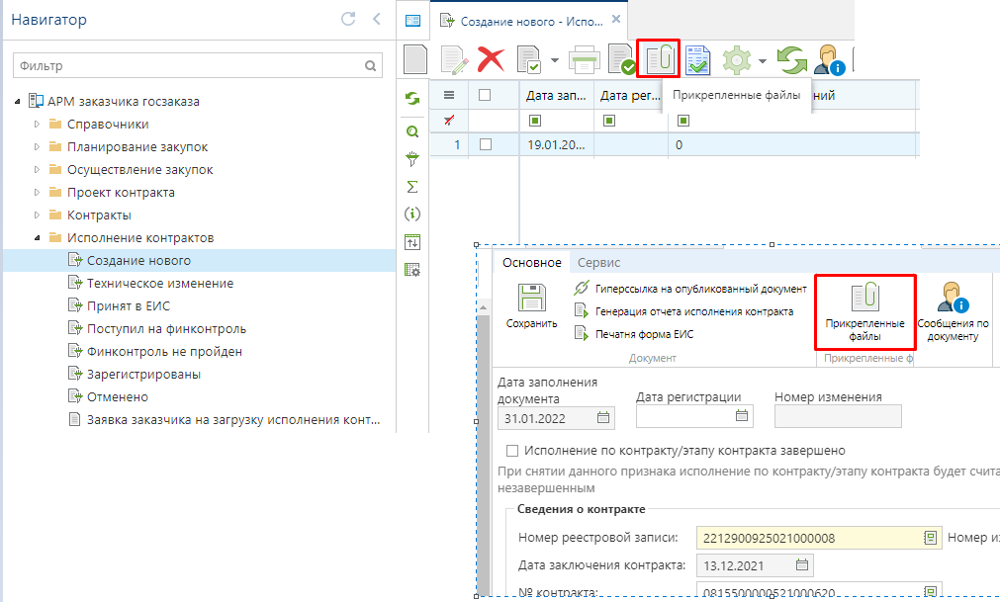 Навигатор
Фильтр
АРМ заказчика госзаказа
Справочники
Планирование закупок
Осуществление закупок
Проект контракта
Контракты
Исполнение контрактов
Создание нового
Техническое изменение
Принят в ЕИС
Поступил на финконтроль
Финконтроль не пройден
Зарегистрированы
Отменено
Заявка заказчика на загрузку исполнения конт...
Создание нового - Испо...
Прикрепленные файлы
Дата зап... Дата рег... ний
1 19.01.20... 0
Основное Сервис
Сохранить
Гиперссылка на опубликованный документ
Генерация отчета исполнения контракта
Печатня форма ЕИС
Документ
Прикрепленные
файлы
Прикрепленные ф
Сообщения по
документу
Дата заполнения
документа
Дата регистрации
Номер изменения
31.01.2022
Исполнение по контракту/этапу контракта завершено
При снятии данного признака исполнение по контракту/этапу контракта будет счита
незавершенным
Сведения о контракте
Номер реестровой записи: 2212900925021000008 Номер из
Дата заключения контракта: 13.12.2021
№ контракта: 0815500000521000620